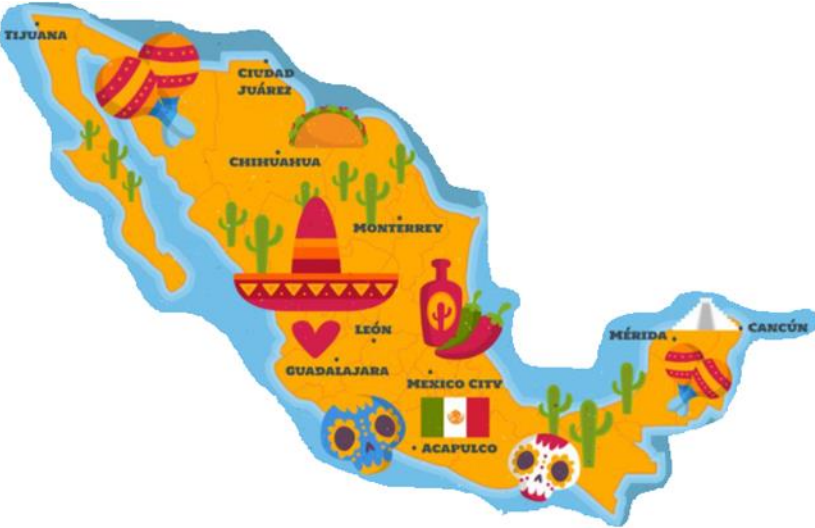 TIJUANA
CIUDAD
JUÁREZ
CHIHUAHUA
MONTERREY
LEÓN
GUADALAJARA
MEXICO CITY
ACAPULCO
MÉRIDA
CANCÚN